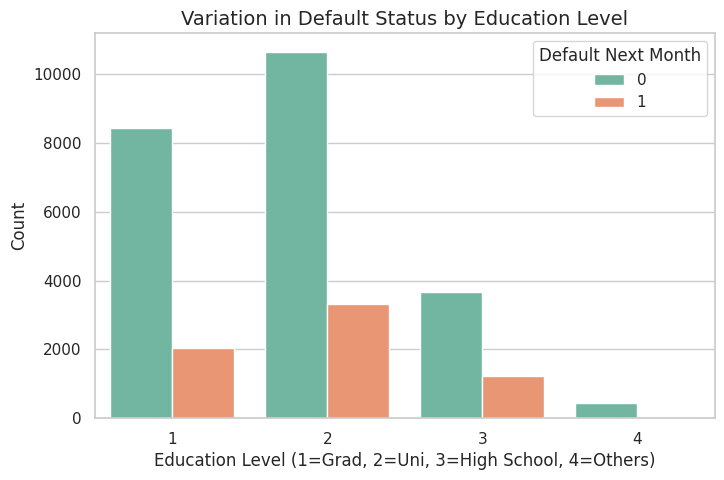 Variation in Default Status by Education Level
Default Next Month
0
1
10000
8000
6000
4000
2000
0
Count
1 2 3 4
Education Level (1=Grad, 2=Uni, 3=High School, 4=Others)